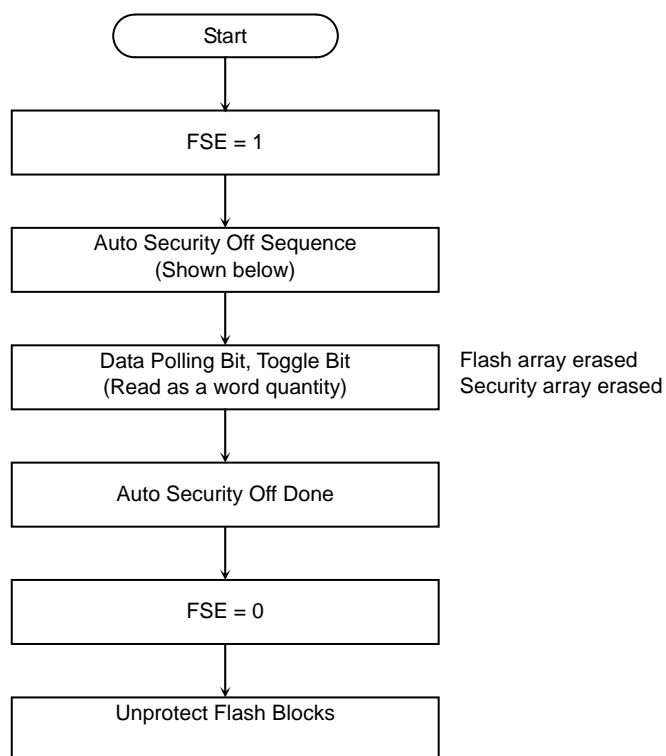 Start
FSE = 1
Auto Security Off Sequence
(Shown below)
Data Polling Bit, Toggle Bit
(Read as a word quantity)
Flash array erased
Security array erased
Auto Security Off Done
FSE = 0
Unprotect Flash Blocks